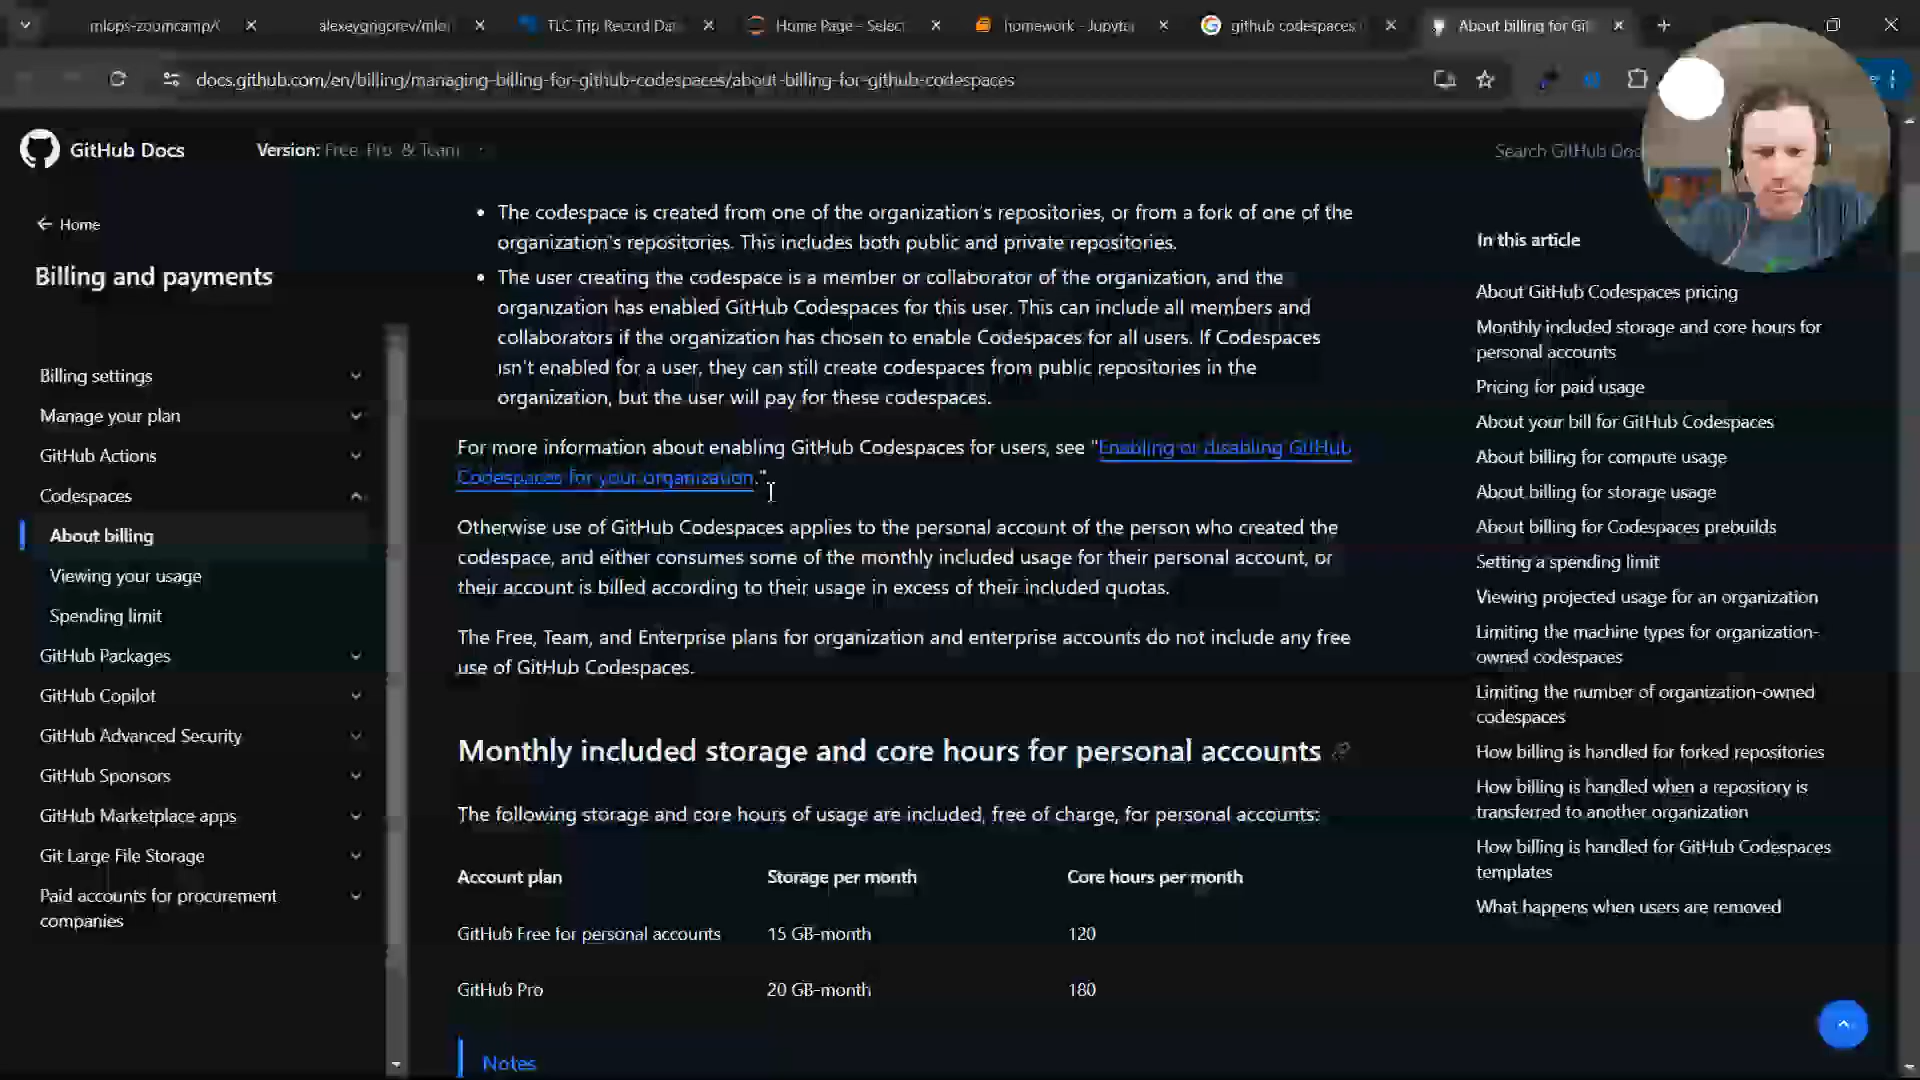 mlops-zoomcamp/
alexeygrigorev/mlo
TLC Trip Record Da
Home Page - Select
homework - Jupyter
github codespaces
About billing for Git
docs.github.com/en/billing/managing-billing-for-github-codespaces/about-billing-for-github-codespaces
GitHub Docs
Version: Free, Pro, & Team
Search GitHub Doc
Home
Billing and payments
Billing settings
Manage your plan
GitHub Actions
Codespaces
About billing
Viewing your usage
Spending limit
GitHub Packages
GitHub Copilot
GitHub Advanced Security
GitHub Sponsors
GitHub Marketplace apps
Git Large File Storage
Paid accounts for procurement
companies
The codespace is created from one of the organization's repositories, or from a fork of one of the
organization's repositories. This includes both public and private repositories.
The user creating the codespace is a member or collaborator of the organization, and the
organization has enabled GitHub Codespaces for this user. This can include all members and
collaborators if the organization has chosen to enable Codespaces for all users. If Codespaces
isn't enabled for a user, they can still create codespaces from public repositories in the
organization, but the user will pay for these codespaces.
For more information about enabling GitHub Codespaces for users, see "Enabling or disabling GitHub
Codespaces for your organization."
Otherwise use of GitHub Codespaces applies to the personal account of the person who created the
codespace, and either consumes some of the monthly included usage for their personal account, or
their account is billed according to their usage in excess of their included quotas.
The Free, Team, and Enterprise plans for organization and enterprise accounts do not include any free
use of GitHub Codespaces.
Monthly included storage and core hours for personal accounts
The following storage and core hours of usage are included, free of charge, for personal accounts:
Account plan Storage per month Core hours per month
GitHub Free for personal accounts 15 GB-month 120
GitHub Pro 20 GB-month 180
Notes
In this article
About GitHub Codespaces pricing
Monthly included storage and core hours for
personal accounts
Pricing for paid usage
About your bill for GitHub Codespaces
About billing for compute usage
About billing for storage usage
About billing for Codespaces prebuilds
Setting a spending limit
Viewing projected usage for an organization
Limiting the machine types for organization-
owned codespaces
Limiting the number of organization-owned
codespaces
How billing is handled for forked repositories
How billing is handled when a repository is
transferred to another organization
How billing is handled for GitHub Codespaces
templates
What happens when users are removed